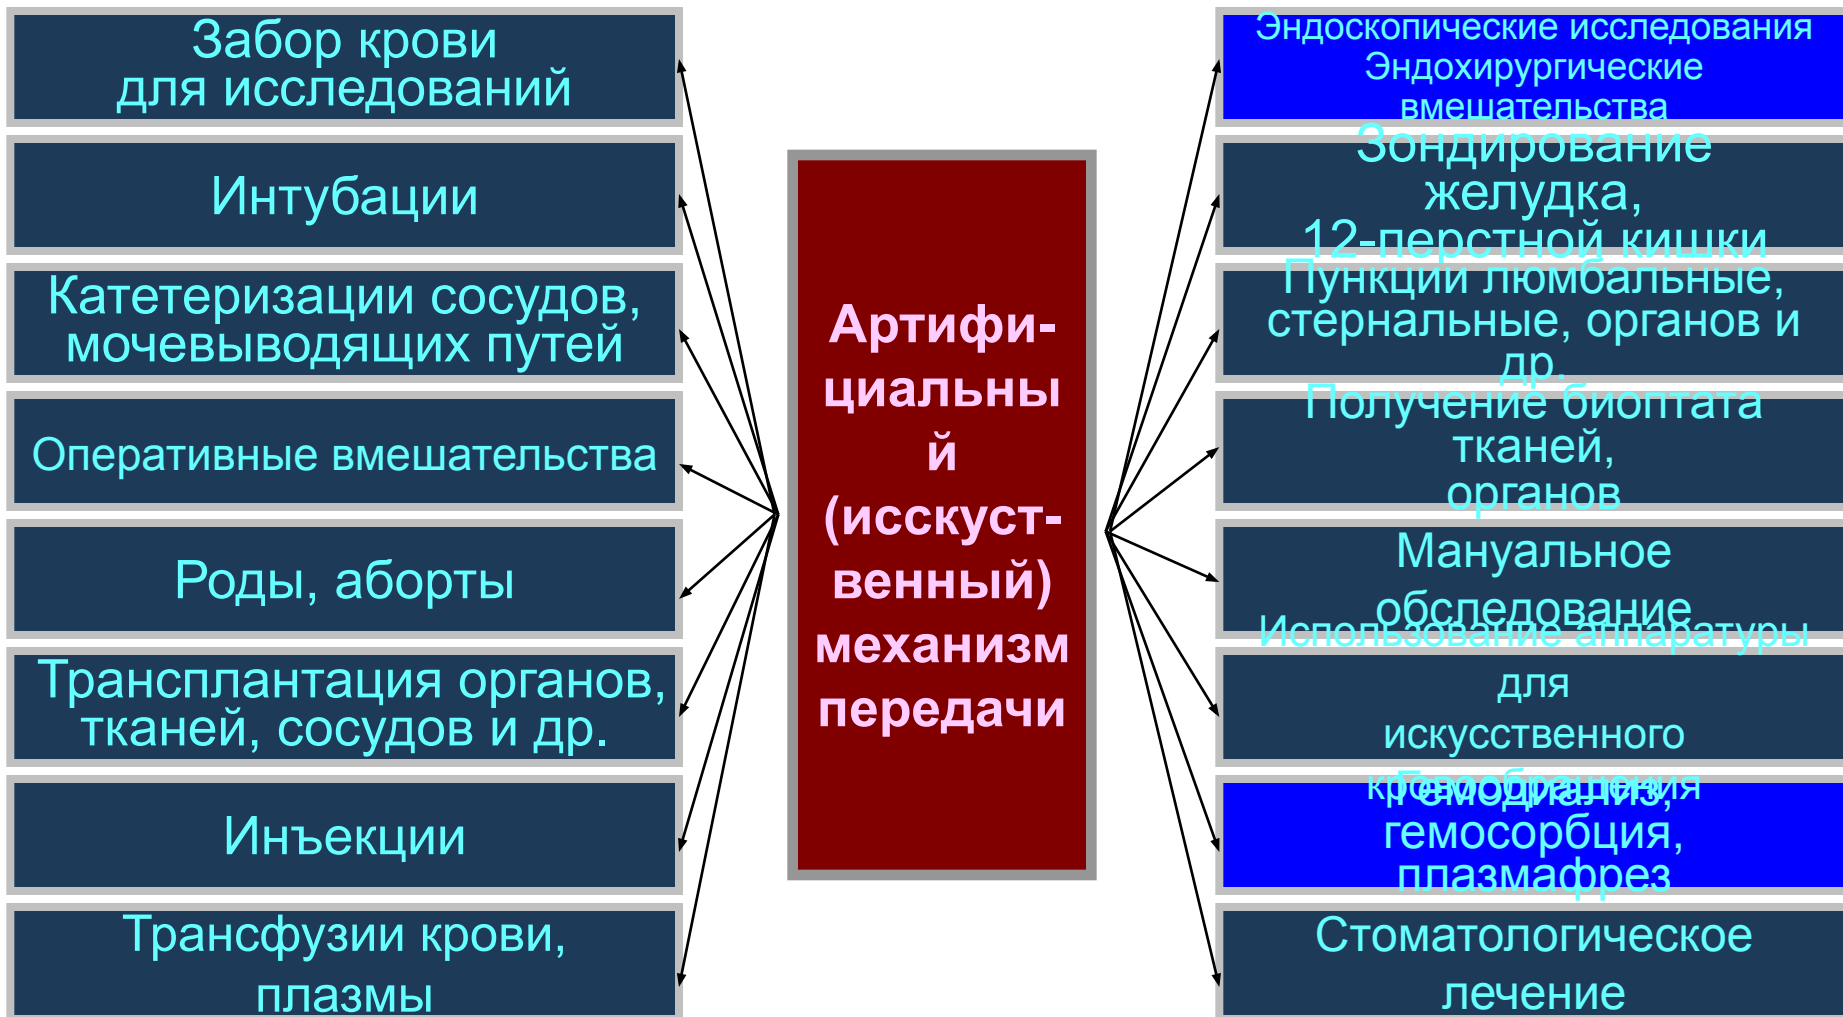 Забор крови
для исследований
Интубации
Катетеризации сосудов,
мочевыводящих путей
Оперативные вмешательства
Роды, аборты
Трансплантация органов,
тканей, сосудов и др.
Инъекции
Трансфузии крови,
плазмы
Артифи-
циальны
й
(исскуст-
венный)
механизм
передачи
Эндоскопические исследования
Эндохирургические
вмешательства
Зондирование
желудка,
12-перстной кишки
Пункции люмбальные,
стернальные, органов и
др.
Получение биоптата
тканей,
органов
Мануальное
обследование
Использование аппаратуры
для
искусственного
кровообращения
Гемодиализ,
гемосорбция,
плазмафрез
Стоматологическое
лечение